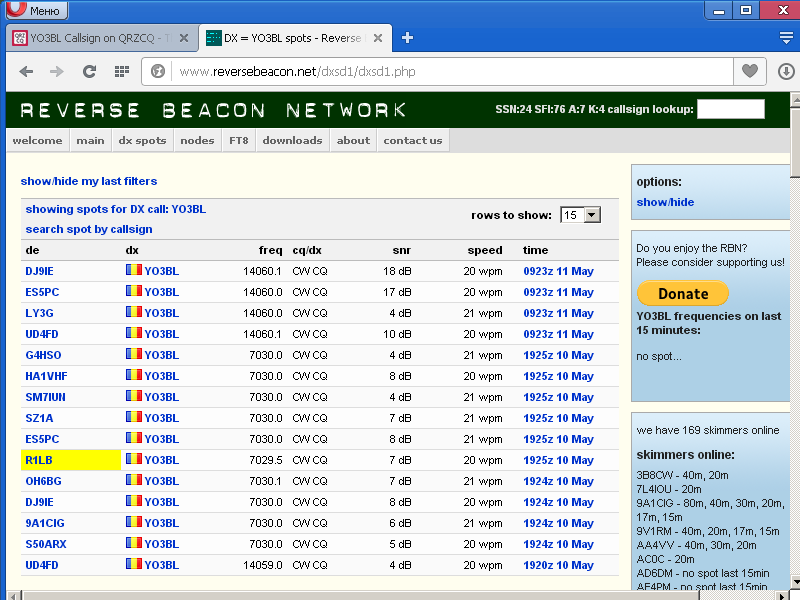 Меню
YO3BL Callsign on QRZCQ - T
DX = YO3BL spots - Reverse
www.reversebeacon.net/dxsd1/dxsd1.php
REVERSE BEACON NETWORK
SSN:24 SFI:76 A:7 K:4 callsign lookup:
welcome main dx spots nodes FT8 downloads about contact us
show/hide my last filters
showing spots for DX call: YO3BL
search spot by callsign
rows to show: 15
de dx freq cq/dx snr speed time
DJ9IE YO3BL 14060.1 CW CQ 18 dB 20 wpm 0923z 11 May
ES5PC YO3BL 14060.0 CW CQ 17 dB 20 wpm 0923z 11 May
LY3G YO3BL 14060.0 CW CQ 4 dB 21 wpm 0923z 11 May
UD4FD YO3BL 14060.1 CW CQ 10 dB 20 wpm 0923z 11 May
G4HSO YO3BL 7030.0 CW CQ 4 dB 21 wpm 1925z 10 May
HA1VHF YO3BL 7030.0 CW CQ 8 dB 20 wpm 1925z 10 May
SM7IUN YO3BL 7030.0 CW CQ 4 dB 21 wpm 1925z 10 May
SZ1A YO3BL 7030.0 CW CQ 7 dB 21 wpm 1925z 10 May
ES5PC YO3BL 7030.0 CW CQ 8 dB 21 wpm 1925z 10 May
R1LB YO3BL 7029.5 CW CQ 7 dB 20 wpm 1925z 10 May
OH6BG YO3BL 7030.1 CW CQ 7 dB 21 wpm 1924z 10 May
DJ9IE YO3BL 7030.0 CW CQ 8 dB 20 wpm 1924z 10 May
9A1CIG YO3BL 7030.0 CW CQ 6 dB 21 wpm 1924z 10 May
S50ARX YO3BL 7030.0 CW CQ 5 dB 20 wpm 1924z 10 May
UD4FD YO3BL 14059.0 CW CQ 4 dB 20 wpm 1920z 10 May
options:
show/hide
Do you enjoy the RBN?
Please consider supporting us!
Donate
YO3BL frequencies on last
15 minutes:
no spot...
we have 169 skimmers online
skimmers online:
3B8CW - 40m, 20m
7L4IOU - 20m
9A1CIG - 80m, 40m, 30m, 20m,
17m, 15m
9V1RM - 40m, 20m, 17m, 15m
AA4VV - 40m, 30m, 20m
AC0C - 20m
AD6DM - no spot last 15min
AE4PM - no spot last 15min